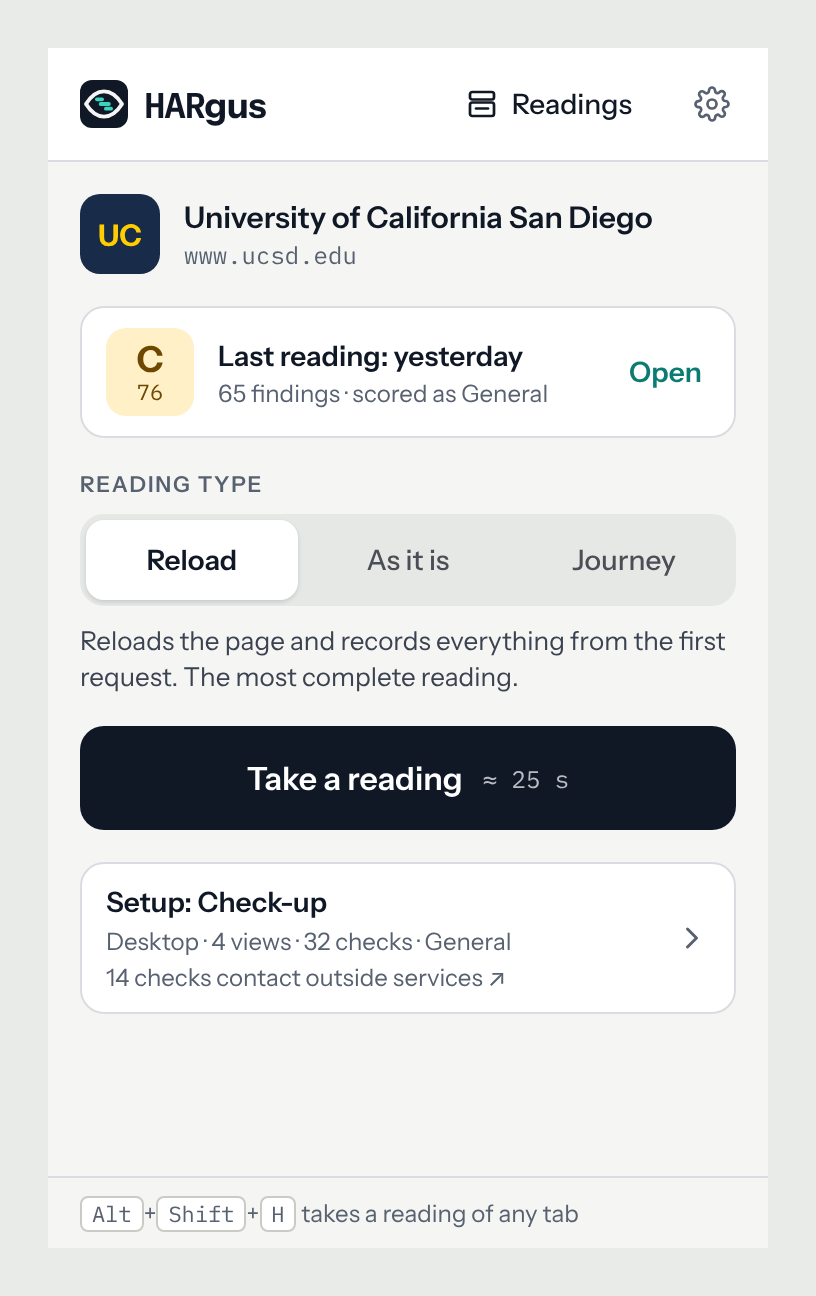 HARgus
Readings
UC
University of California San Diego
www.ucsd.edu
C
76
Last reading: yesterday
65 findings · scored as General
Open
READING TYPE
Reload
As it is
Journey
Reloads the page and records everything from the first
request. The most complete reading.
Take a reading ≈ 25 s
Setup: Check-up
Desktop · 4 views · 32 checks · General
14 checks contact outside services ↗
Alt+Shift+H takes a reading of any tab